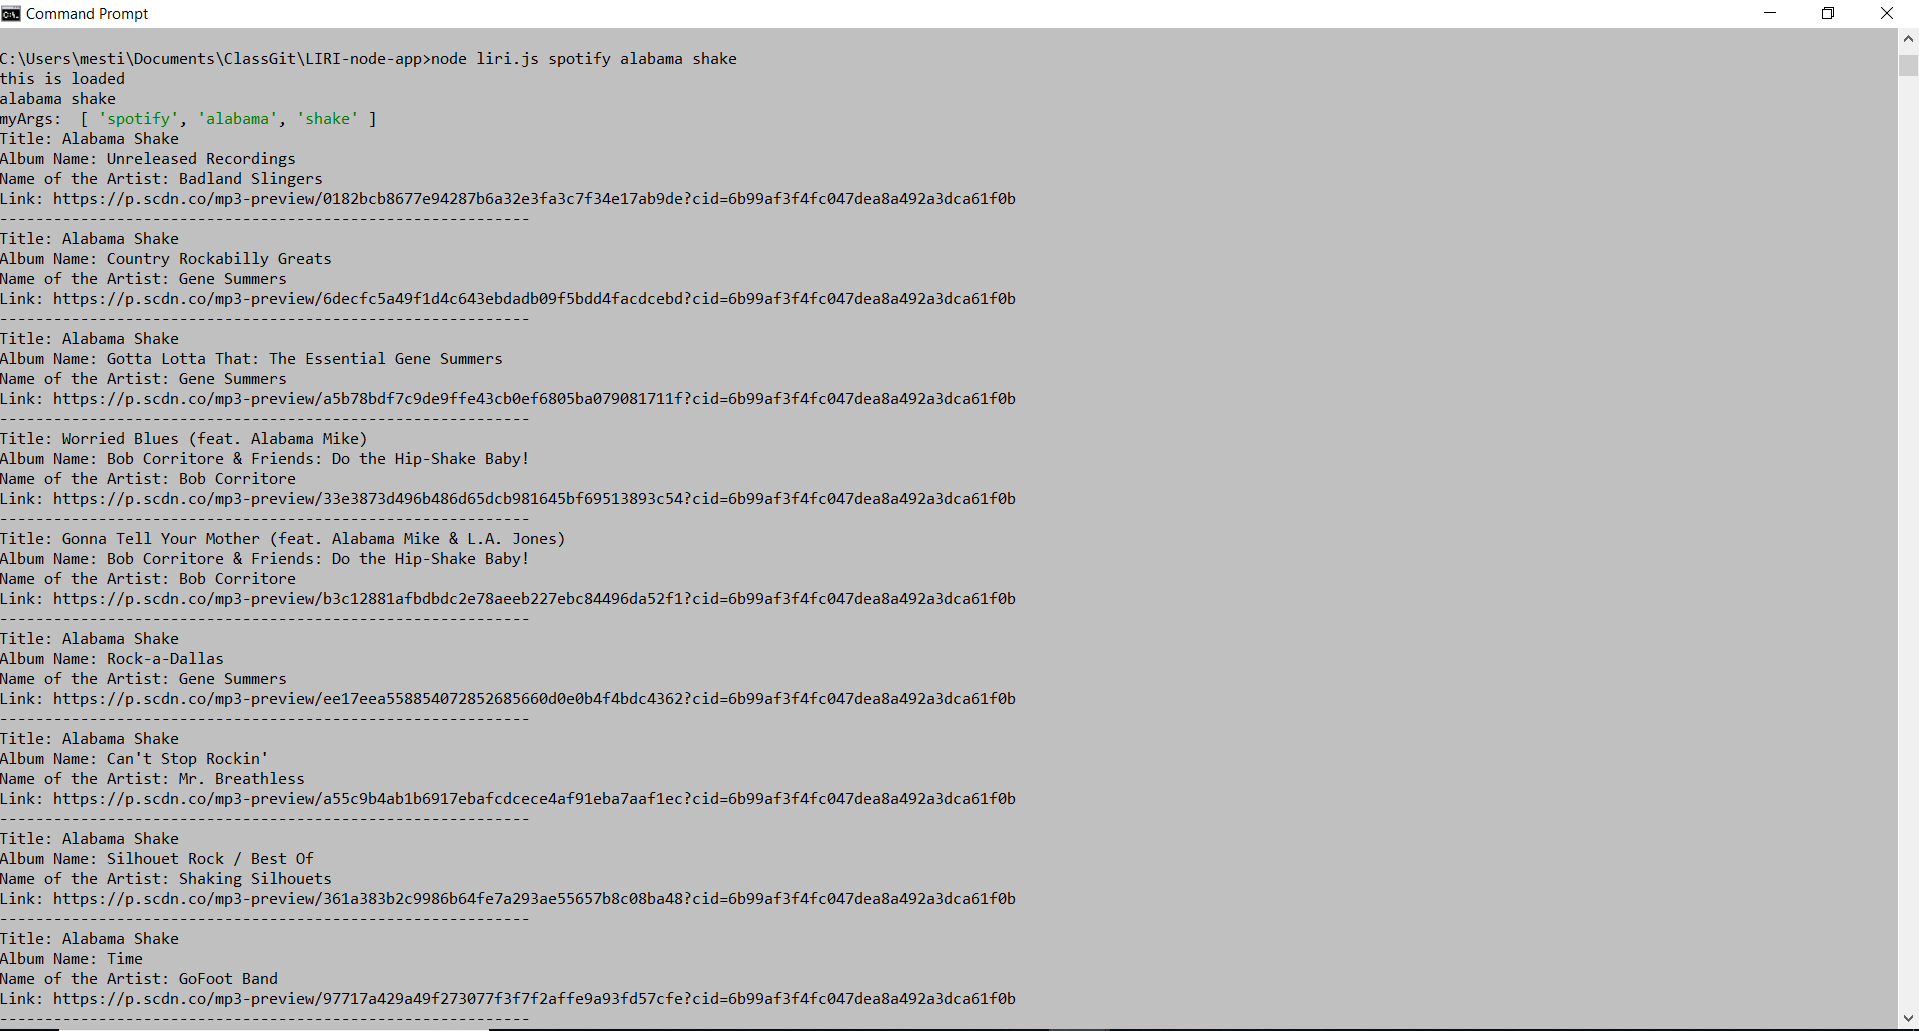 Command Prompt
C:\Users\mesti\Documents\ClassGit\LIRI-node-app>node liri.js spotify alabama shake
this is loaded
alabama shake
myArgs:  [ 'spotify', 'alabama', 'shake' ]
Title: Alabama Shake
Album Name: Unreleased Recordings
Name of the Artist: Badland Slingers
Link: https://p.scdn.co/mp3-preview/0182bcb8677e94287b6a32e3fa3c7f34e17ab9de?cid=6b99af3f4fc047dea8a492a3dca61f0b
-----------------------------------------------------------
Title: Alabama Shake
Album Name: Country Rockabilly Greats
Name of the Artist: Gene Summers
Link: https://p.scdn.co/mp3-preview/6decfc5a49f1d4c643ebdadb09f5bdd4facdcebd?cid=6b99af3f4fc047dea8a492a3dca61f0b
-----------------------------------------------------------
Title: Alabama Shake
Album Name: Gotta Lotta That: The Essential Gene Summers
Name of the Artist: Gene Summers
Link: https://p.scdn.co/mp3-preview/a5b78bdf7c9de9ffe43cb0ef6805ba079081711f?cid=6b99af3f4fc047dea8a492a3dca61f0b
-----------------------------------------------------------
Title: Worried Blues (feat. Alabama Mike)
Album Name: Bob Corritore & Friends: Do the Hip-Shake Baby!
Name of the Artist: Bob Corritore
Link: https://p.scdn.co/mp3-preview/33e3873d496b486d65dcb981645bf69513893c54?cid=6b99af3f4fc047dea8a492a3dca61f0b
-----------------------------------------------------------
Title: Gonna Tell Your Mother (feat. Alabama Mike & L.A. Jones)
Album Name: Bob Corritore & Friends: Do the Hip-Shake Baby!
Name of the Artist: Bob Corritore
Link: https://p.scdn.co/mp3-preview/b3c12881afbdbdc2e78aeeb227ebc84496da52f1?cid=6b99af3f4fc047dea8a492a3dca61f0b
-----------------------------------------------------------
Title: Alabama Shake
Album Name: Rock-a-Dallas
Name of the Artist: Gene Summers
Link: https://p.scdn.co/mp3-preview/ee17eea558854072852685660d0e0b4f4bdc4362?cid=6b99af3f4fc047dea8a492a3dca61f0b
-----------------------------------------------------------
Title: Alabama Shake
Album Name: Can't Stop Rockin'
Name of the Artist: Mr. Breathless
Link: https://p.scdn.co/mp3-preview/a55c9b4ab1b6917ebafcdcece4af91eba7aaf1ec?cid=6b99af3f4fc047dea8a492a3dca61f0b
-----------------------------------------------------------
Title: Alabama Shake
Album Name: Silhouet Rock / Best Of
Name of the Artist: Shaking Silhouets
Link: https://p.scdn.co/mp3-preview/361a383b2c9986b64fe7a293ae55657b8c08ba48?cid=6b99af3f4fc047dea8a492a3dca61f0b
-----------------------------------------------------------
Title: Alabama Shake
Album Name: Time
Name of the Artist: GoFoot Band
Link: https://p.scdn.co/mp3-preview/97717a429a49f273077f3f7f2affe9a93fd57cfe?cid=6b99af3f4fc047dea8a492a3dca61f0b
-----------------------------------------------------------